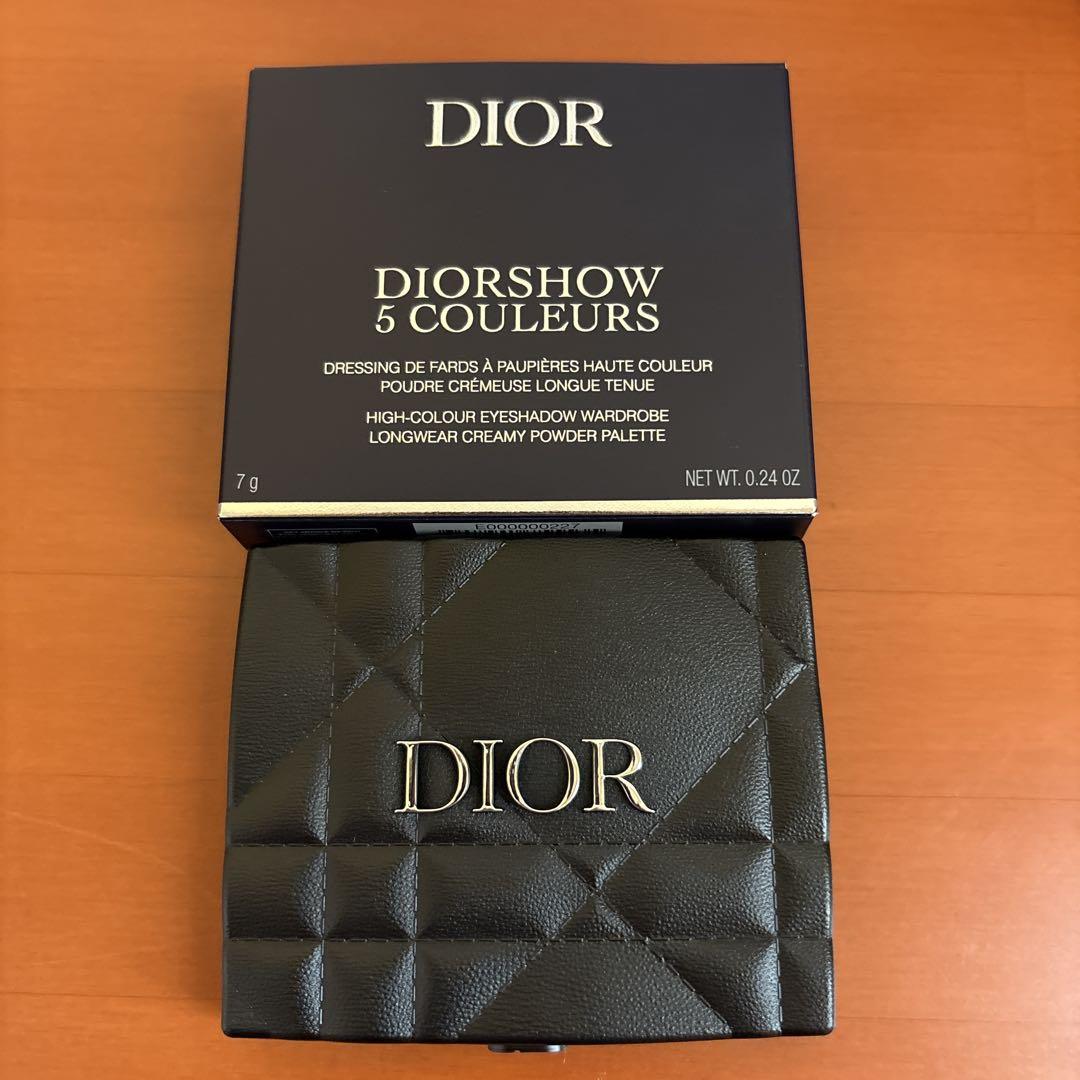 DIOR
DIORSHOW
5 COULEURS
DRESSING DE FARDS À PAUPIÈRES HAUTE COULEUR
POUDRE CRÉMEUSE LONGUE TENUE
HIGH-COLOUR EYESHADOW WARDROBE
LONGWEAR CREAMY POWDER PALETTE
7 g NET WT. 0.24 OZ
E000000227
DIOR